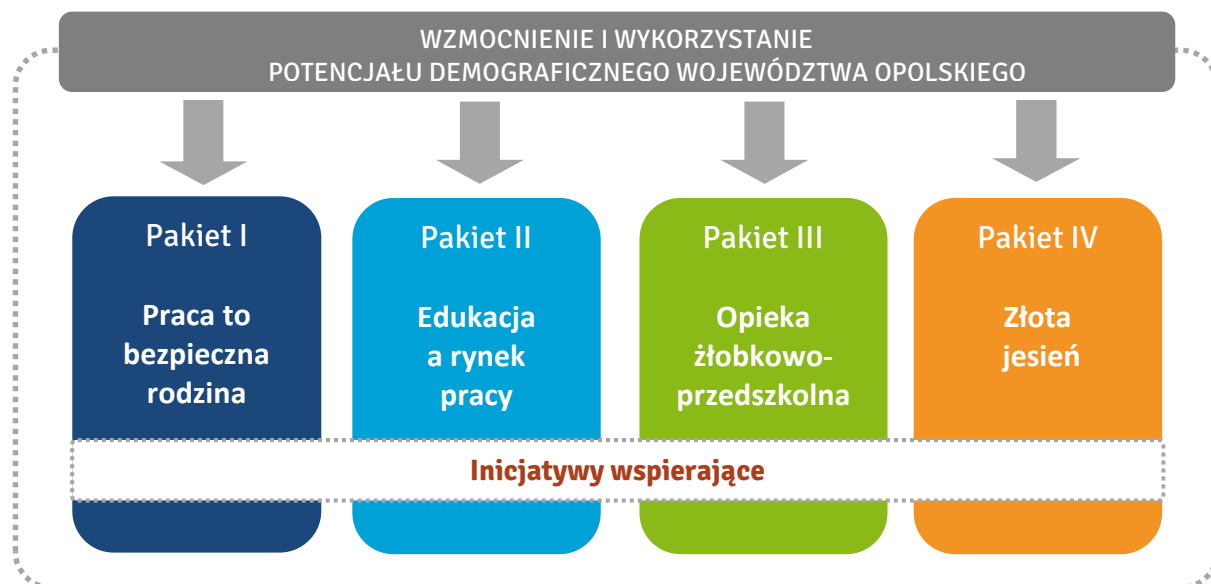 WZMOCNIENIE I WYKORZYSTANIE
POTENCJAŁU DEMOGRAFICZNEGO WOJEWÓDZTWA OPOLSKIEGO
Pakiet I
Praca to
bezpieczna
rodzina
Pakiet II
Edukacja
a rynek
pracy
Pakiet III
Opieka
żłobkowo-
przedszkolna
Pakiet IV
Złota
jesień
Inicjatywy wspierające